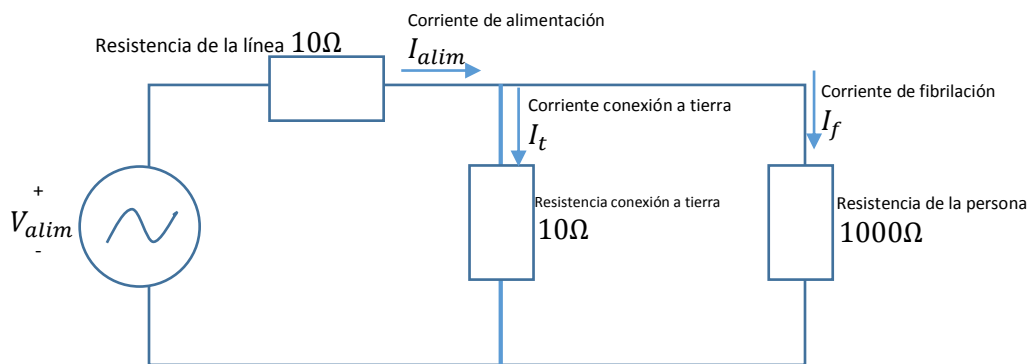 Corriente de alimentación
Resistencia de la línea 10Ω
I_alim
Corriente conexión a tierra
I_t
Corriente de fibrilación
I_f
+
V_alim
-
Resistencia conexión a tierra
10Ω
Resistencia de la persona
1000Ω